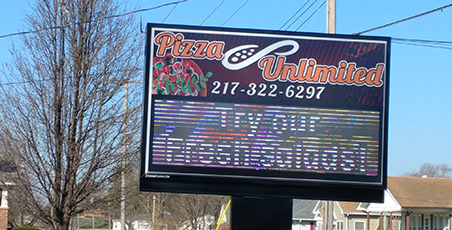 Pizza
Unlimited
217-322-6297
Try our
fresh salads!